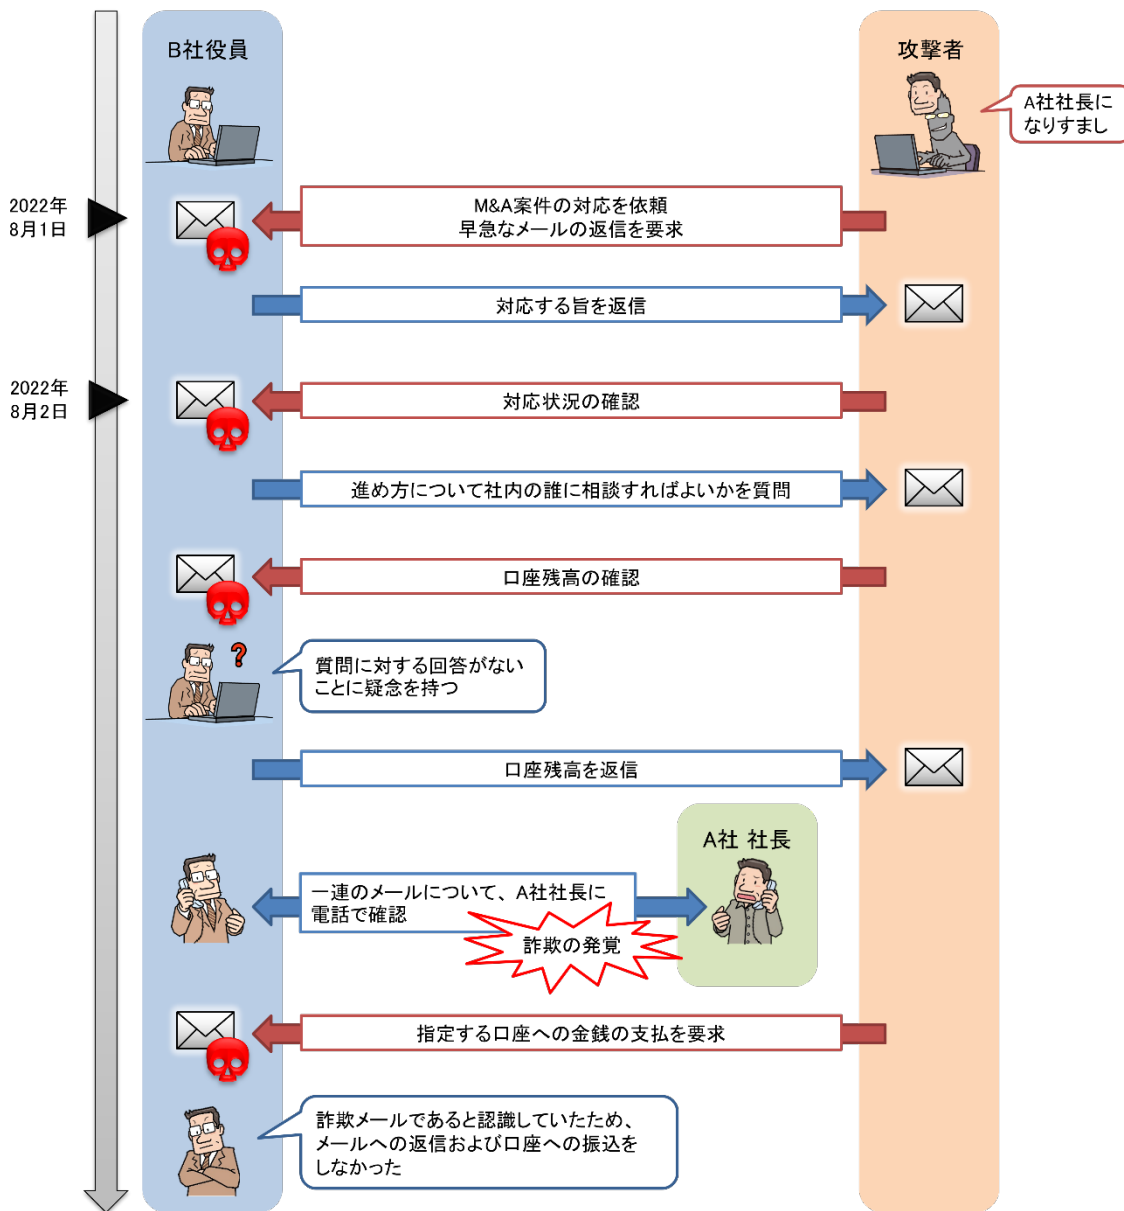 B社役員
攻撃者
A社社長に
なりすまし
2022年
8月1日
M&A案件の対応を依頼
早急なメールの返信を要求
対応する旨を返信
2022年
8月2日
対応状況の確認
進め方について社内の誰に相談すればよいかを質問
口座残高の確認
?
質問に対する回答がない
ことに疑念を持つ
口座残高を返信
A社 社長
一連のメールについて、A社社長に
電話で確認
詐欺の発覚
指定する口座への金銭の支払を要求
詐欺メールであると認識していたため、
メールへの返信および口座への振込を
しなかった